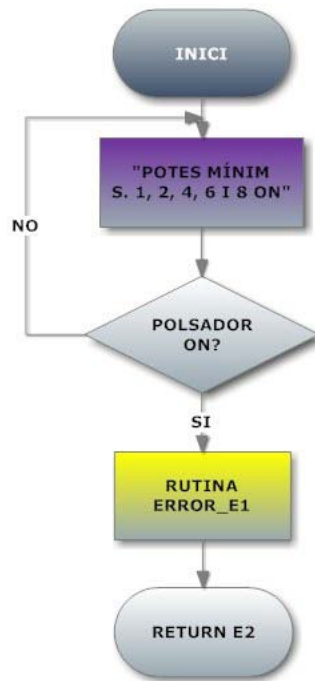 INICI
"POTES MÍNIM
S. 1, 2, 4, 6 I 8 ON"
NO
POLSADOR
ON?
SI
RUTINA
ERROR_E1
RETURN E2